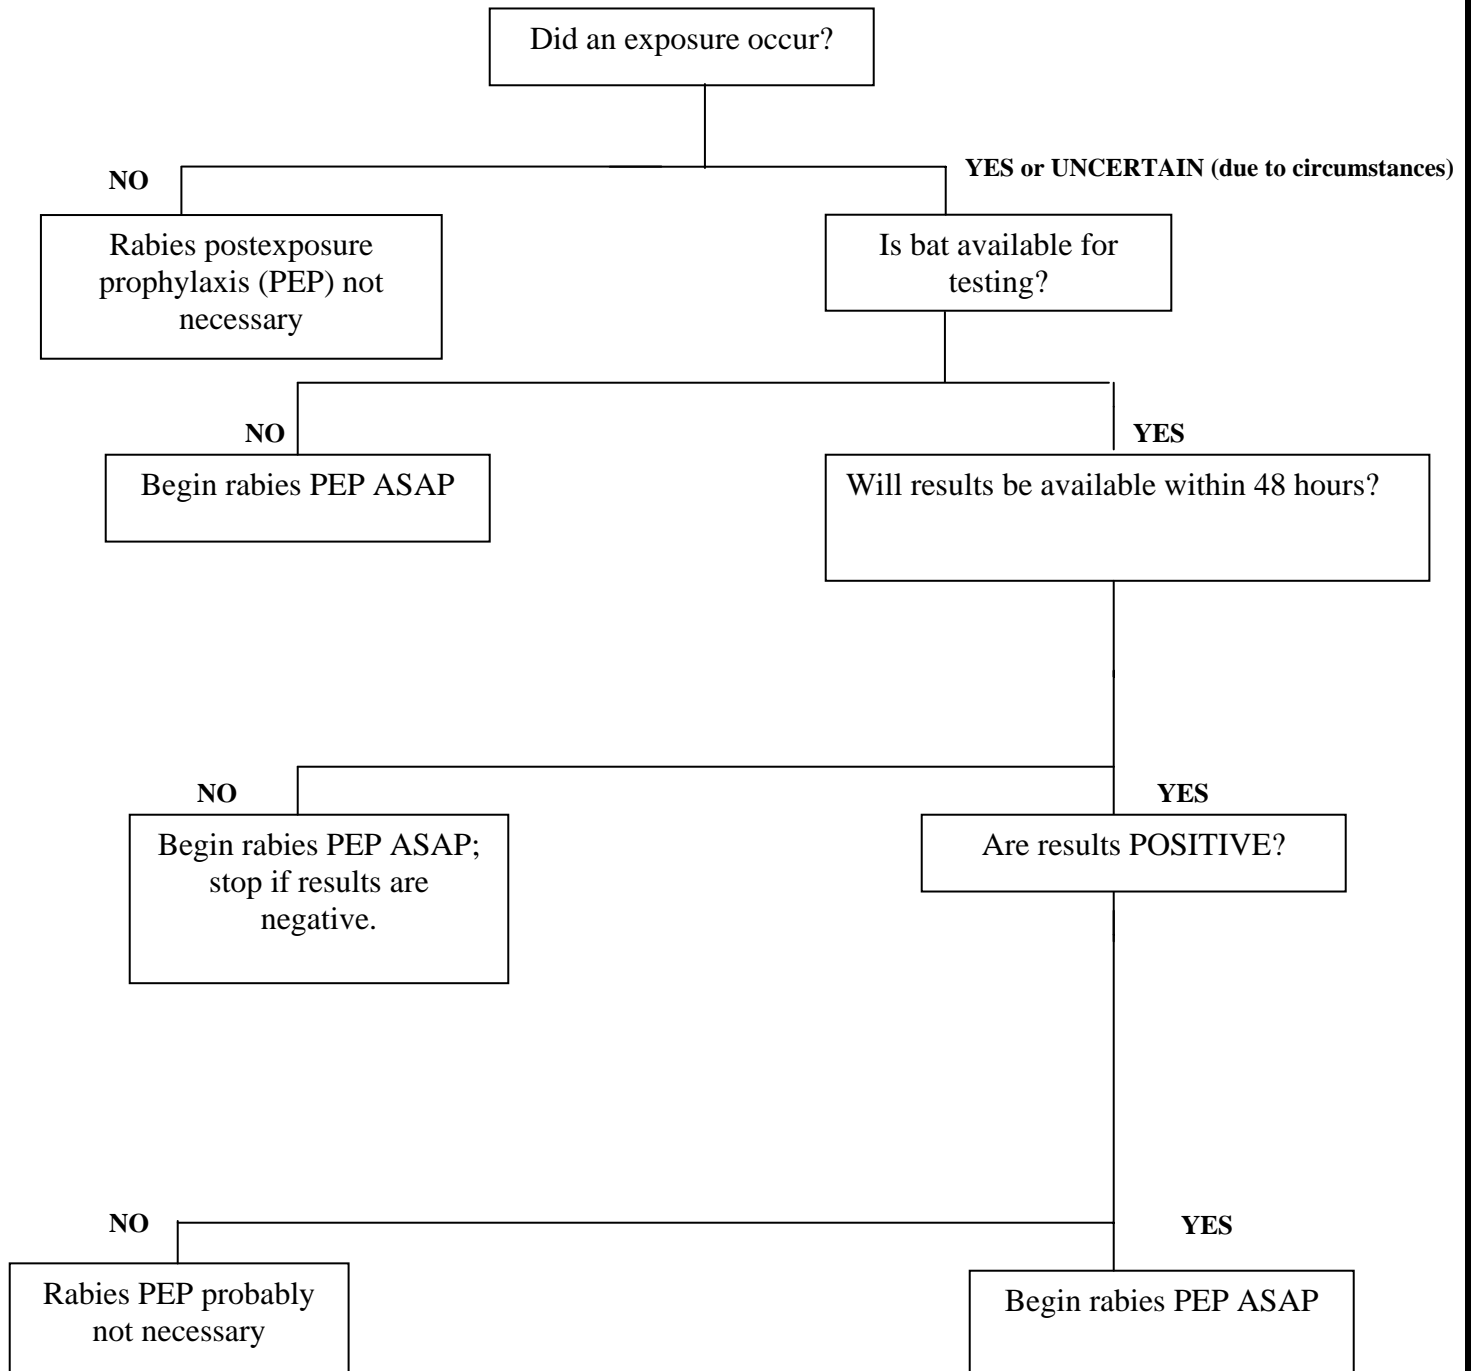 Did an exposure occur?
NO
YES or UNCERTAIN (due to circumstances)
Rabies postexposure
prophylaxis (PEP) not
necessary
Is bat available for
testing?
NO
YES
Begin rabies PEP ASAP
Will results be available within 48 hours?
NO
YES
Begin rabies PEP ASAP;
stop if results are
negative.
Are results POSITIVE?
NO
YES
Rabies PEP probably
not necessary
Begin rabies PEP ASAP